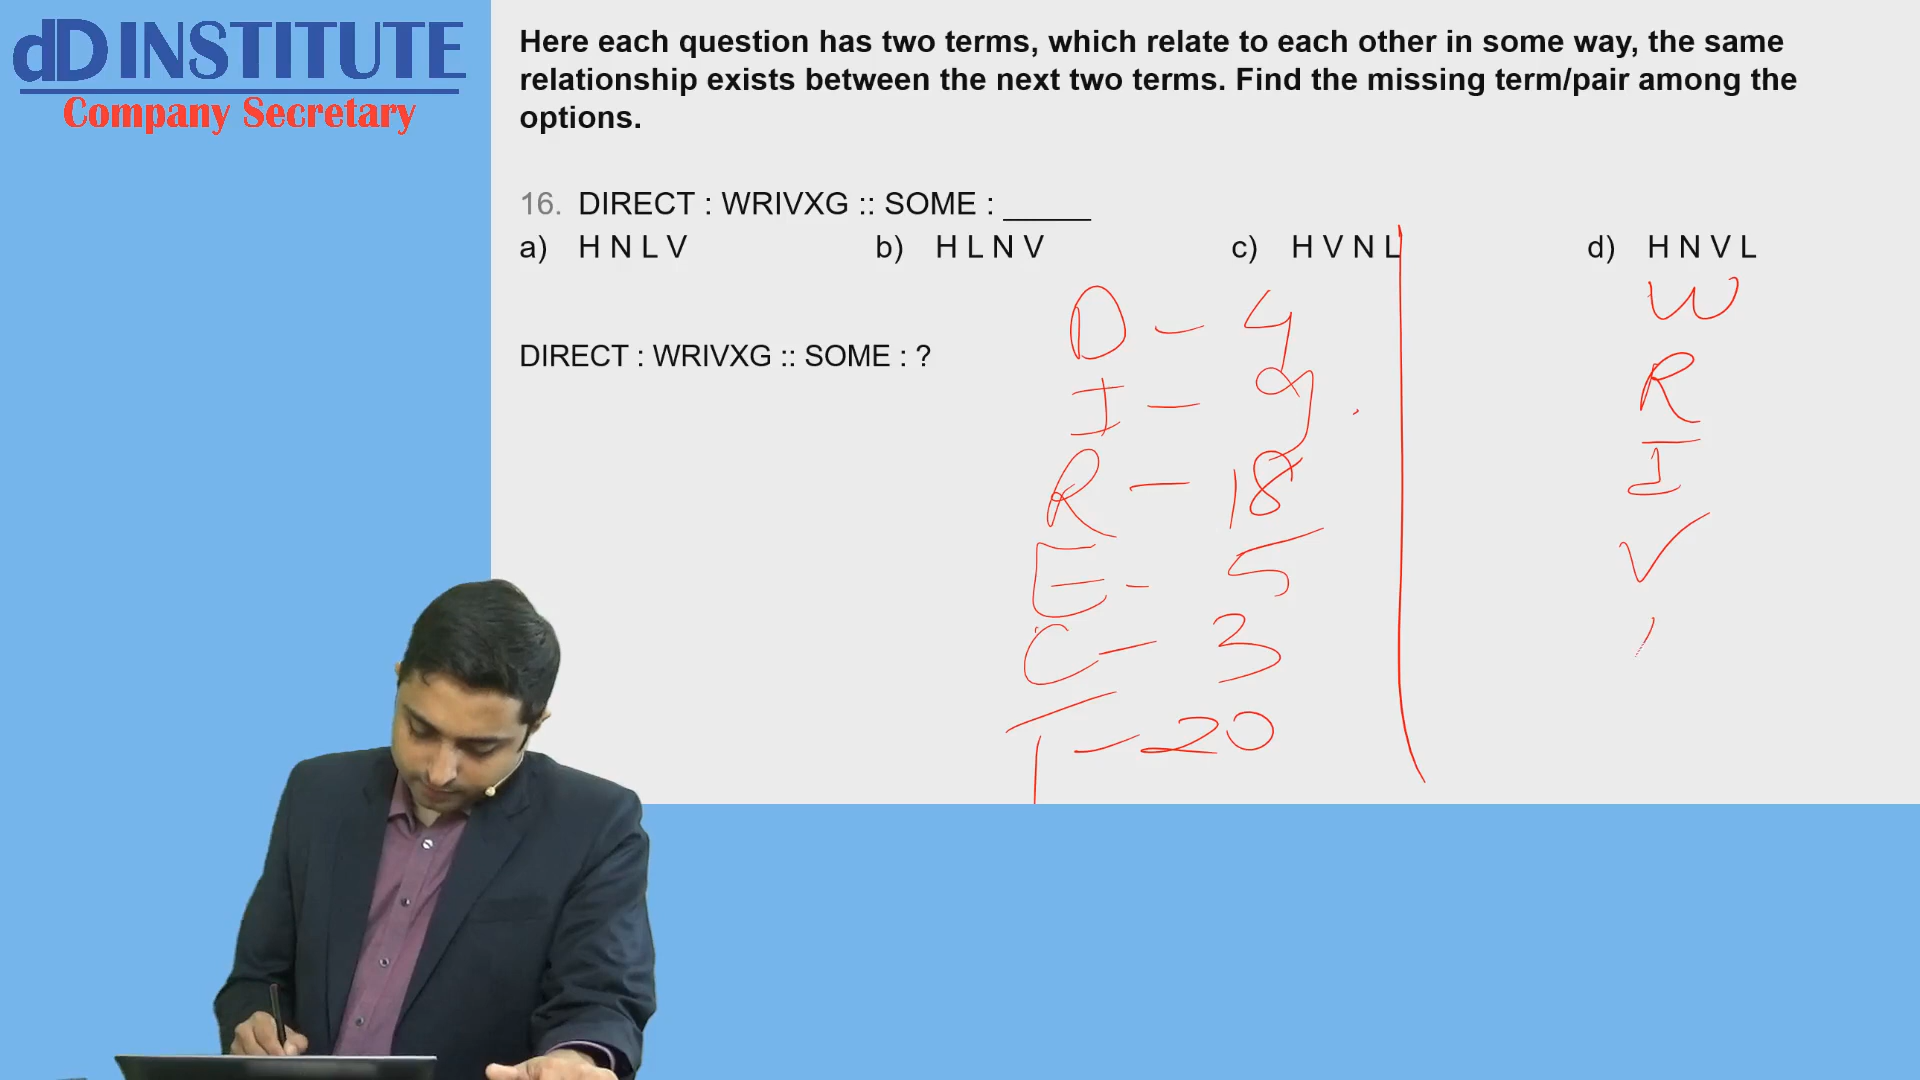 dD INSTITUTE
Company Secretary
Here each question has two terms, which relate to each other in some way, the same
relationship exists between the next two terms. Find the missing term/pair among the
options.
16. DIRECT : WRIVXG :: SOME : _____
a) H N L V b) H L N V c) H V N L d) H N V L
DIRECT : WRIVXG :: SOME : ?
D - 4
I - 9
R - 18
E - 5
C - 3
T - 20
W
R
I
V